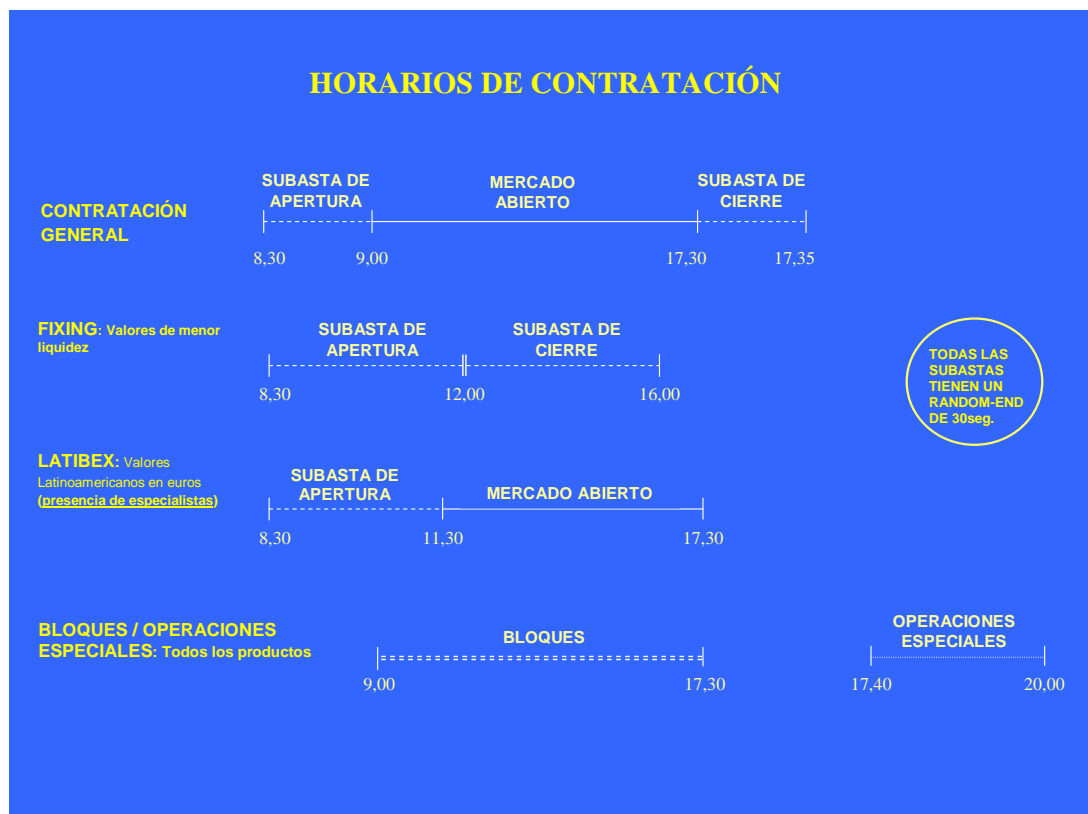 HORARIOS DE CONTRATACIÓN
CONTRATACIÓN
GENERAL
SUBASTA DE
APERTURA
MERCADO
ABIERTO
SUBASTA DE
CIERRE
8,30
9,00
17,30
17,35
FIXING: Valores de menor
liquidez
SUBASTA DE
APERTURA
SUBASTA DE
CIERRE
8,30
12,00
16,00
TODAS LAS
SUBASTAS
TIENEN UN
RANDOM-END
DE 30seg.
LATIBEX: Valores
Latinoamericanos en euros
(presencia de especialistas)
SUBASTA DE
APERTURA
MERCADO ABIERTO
8,30
11,30
17,30
BLOQUES / OPERACIONES
ESPECIALES: Todos los productos
BLOQUES
OPERACIONES
ESPECIALES
9,00
17,30
17,40
20,00